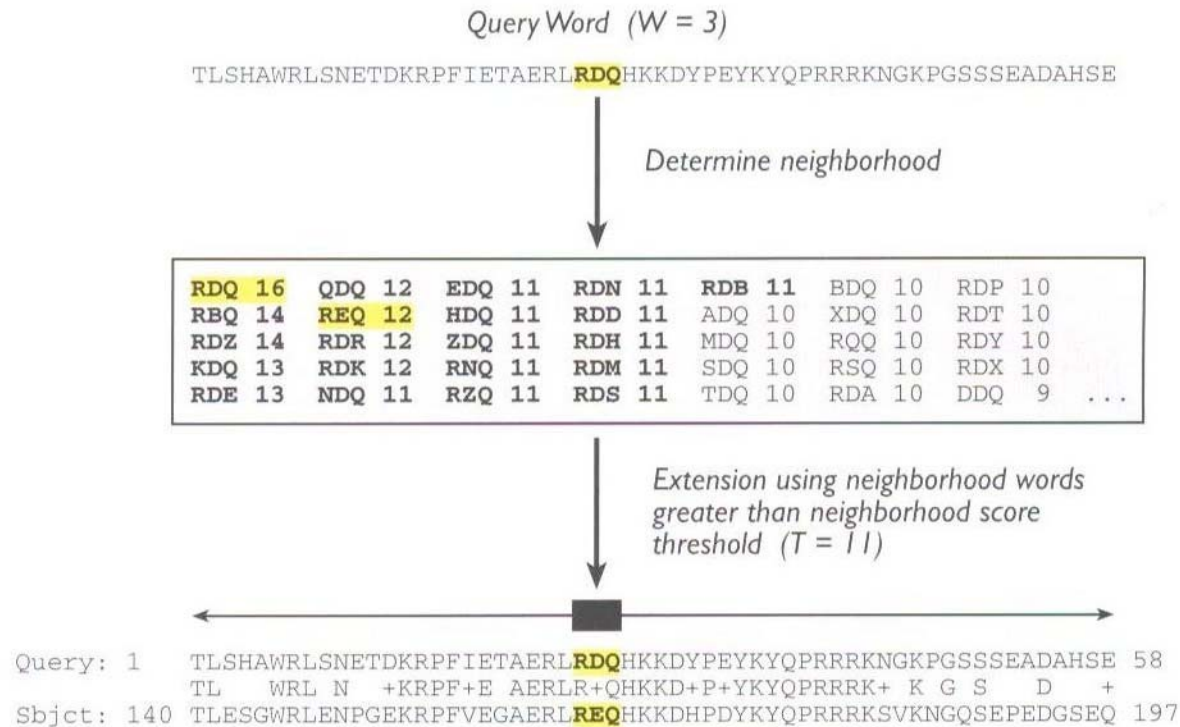 Query Word (W = 3)
TLSHAWRLSNETDKRPFIETAERLRDQHKKDYPEYKYQPRRRKNGKPGSSSEADAHSE
Determine neighborhood
RDQ 16 QDQ 12 EDQ 11 RDN 11 RDB 11 BDQ 10 RDP 10
RBQ 14 REQ 12 HDQ 11 RDD 11 ADQ 10 XDQ 10 RDT 10
RDZ 14 RDR 12 ZDQ 11 RDH 11 MDQ 10 RQQ 10 RDY 10
KDQ 13 RDK 12 RNQ 11 RDM 11 SDQ 10 RSQ 10 RDX 10
RDE 13 NDQ 11 RZQ 11 RDS 11 TDQ 10 RDA 10 DDQ 9 ...
Extension using neighborhood words
greater than neighborhood score
threshold (T = 11)
Query: 1 TLSHAWRLSNETDKRPFIETAERLRDQHKKDYPEYKYQPRRRKNGKPGSSSEADAHSE 58
TL WRL N +KRPF+E AERLR+QHKKD+P+YKYQPRRRK+ K G S D +
Sbjct: 140 TLESGWRLENPGEKRPFVEGAERLREQHKKDHPDYKYQPRRRKSVKNGQSEPEDGSEQ 197